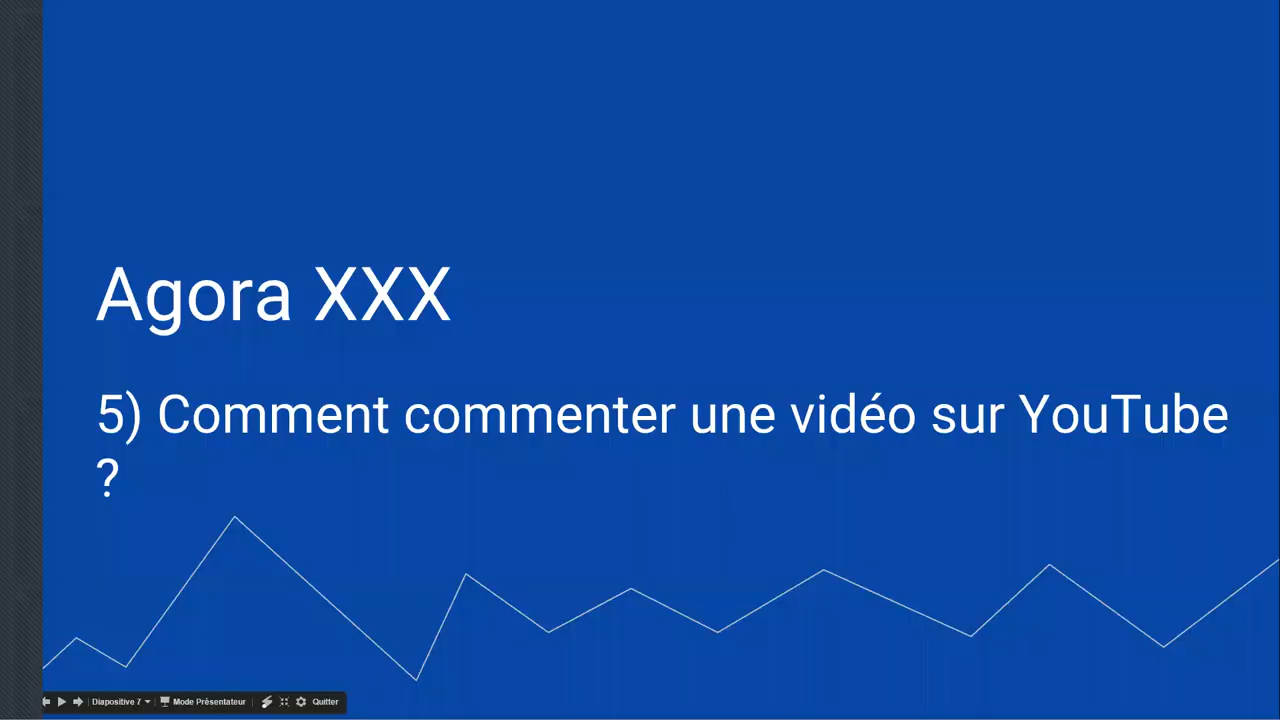 Agora XXX
5) Comment commenter une vidéo sur YouTube
?
Diapositive 7 Mode Présentateur Quitter